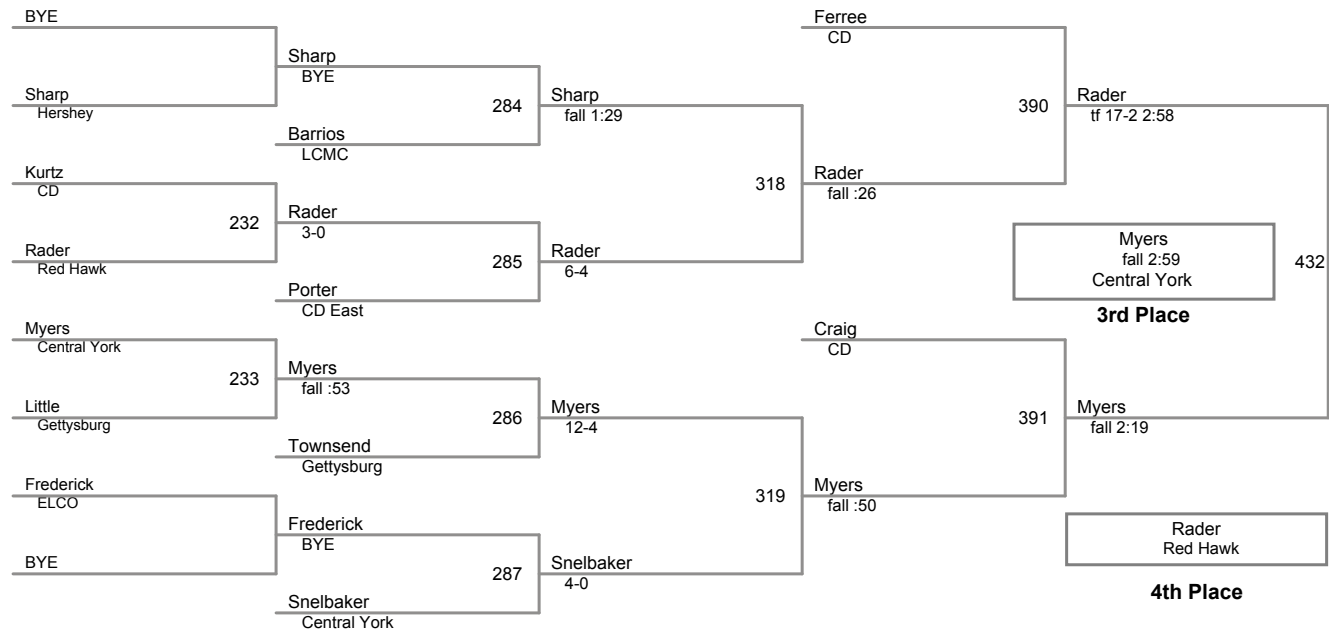 BYE
Sharp
Hershey
Kurtz
CD
Rader
Red Hawk
Myers
Central York
Little
Gettysburg
Frederick
ELCO
BYE
232
233
Sharp
BYE
Barrios
LCMC
Rader
3-0
Porter
CD East
Myers
fall :53
Townsend
Gettysburg
Frederick
BYE
Snelbaker
Central York
284
285
286
287
Sharp
fall 1:29
Rader
6-4
Myers
12-4
Snelbaker
4-0
318
319
Ferree
CD
Rader
fall :26
Craig
CD
Myers
fall :50
390
391
Rader
tf 17-2 2:58
Myers
fall 2:19
432
Myers
fall 2:59
Central York
3rd Place
Rader
Red Hawk
4th Place